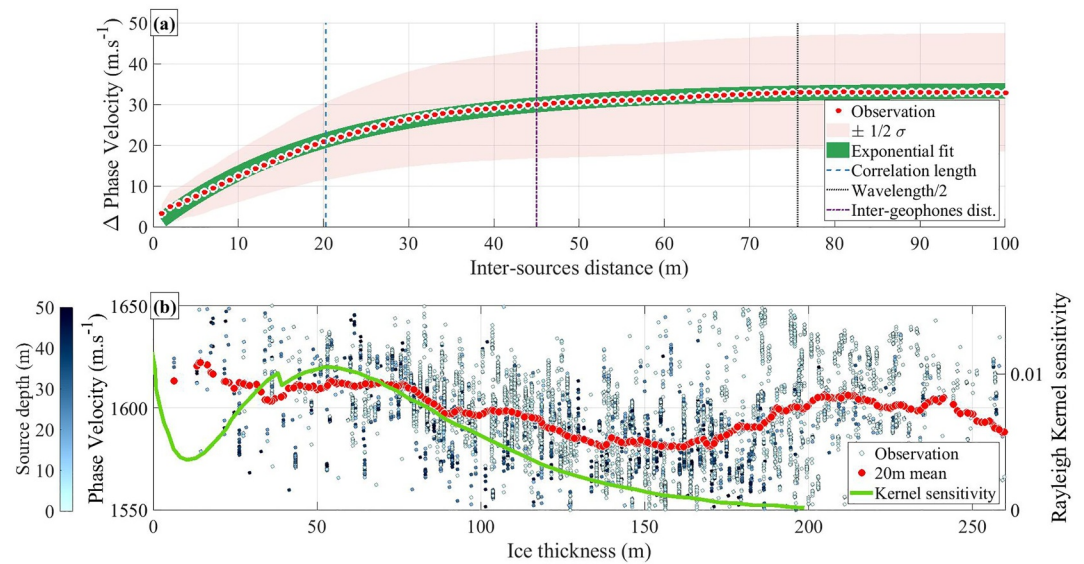 (a)
50
40
30
20
10
0
Δ Phase Velocity (m.s⁻¹)
Observation
± 1/2 σ
Exponential fit
Correlation length
Wavelength/2
Inter-geophones dist.
0 10 20 30 40 50 60 70 80 90 100
Inter-sources distance (m)
50
40
30
20
10
0
Source depth (m)
(b)
1650
1600
1550
Phase Velocity (m.s⁻¹)
Observation
20m mean
Kernel sensitivity
0.01
0
Rayleigh Kernel sensitivity
0 50 100 150 200 250
Ice thickness (m)